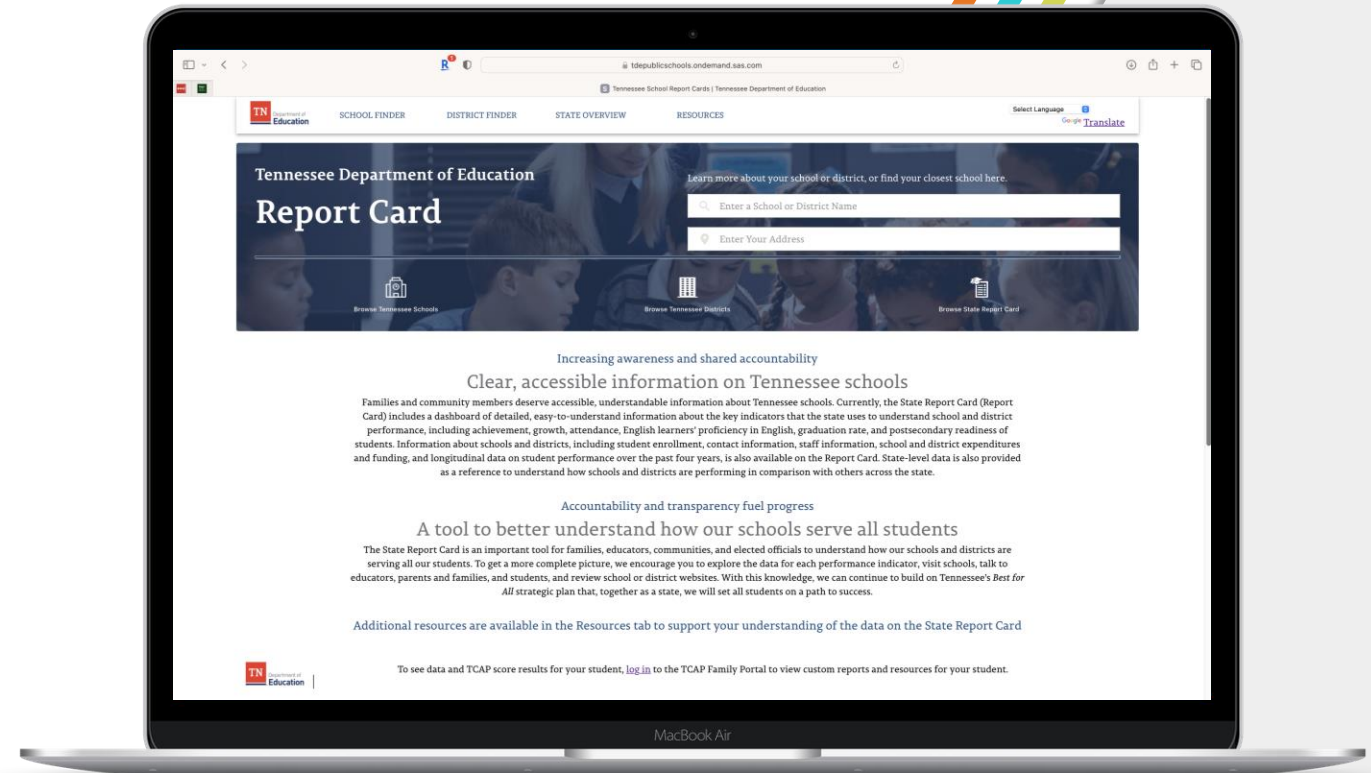 R 1
tdepublicschools.ondemand.sas.com
S Tennessee School Report Cards | Tennessee Department of Education
TN Department of
Education
SCHOOL FINDER
DISTRICT FINDER
STATE OVERVIEW
RESOURCES
Select Language
Google Translate
Tennessee Department of Education
Report Card
Learn more about your school or district, or find your closest school here.
Enter a School or District Name
Enter Your Address
Browse Tennessee Schools
Browse Tennessee Districts
Browse State Report Card
Increasing awareness and shared accountability
Clear, accessible information on Tennessee schools
Families and community members deserve accessible, understandable information about Tennessee schools. Currently, the State Report Card (Report
Card) includes a dashboard of detailed, easy-to-understand information about the key indicators that the state uses to understand school and district
performance, including achievement, growth, attendance, English learners' proficiency in English, graduation rate, and postsecondary readiness of
students. Information about schools and districts, including student enrollment, contact information, staff information, school and district expenditures
and funding, and longitudinal data on student performance over the past four years, is also available on the Report Card. State-level data is also provided
as a reference to understand how schools and districts are performing in comparison with others across the state.
Accountability and transparency fuel progress
A tool to better understand how our schools serve all students
The State Report Card is an important tool for families, educators, communities, and elected officials to understand how our schools and districts are
serving all our students. To get a more complete picture, we encourage you to explore the data for each performance indicator, visit schools, talk to
educators, parents and families, and students, and review school or district websites. With this knowledge, we can continue to build on Tennessee's Best for
All strategic plan that, together as a state, we will set all students on a path to success.
Additional resources are available in the Resources tab to support your understanding of the data on the State Report Card
To see data and TCAP score results for your student, log in to the TCAP Family Portal to view custom reports and resources for your student.
TN Department of
Education
MacBook Air